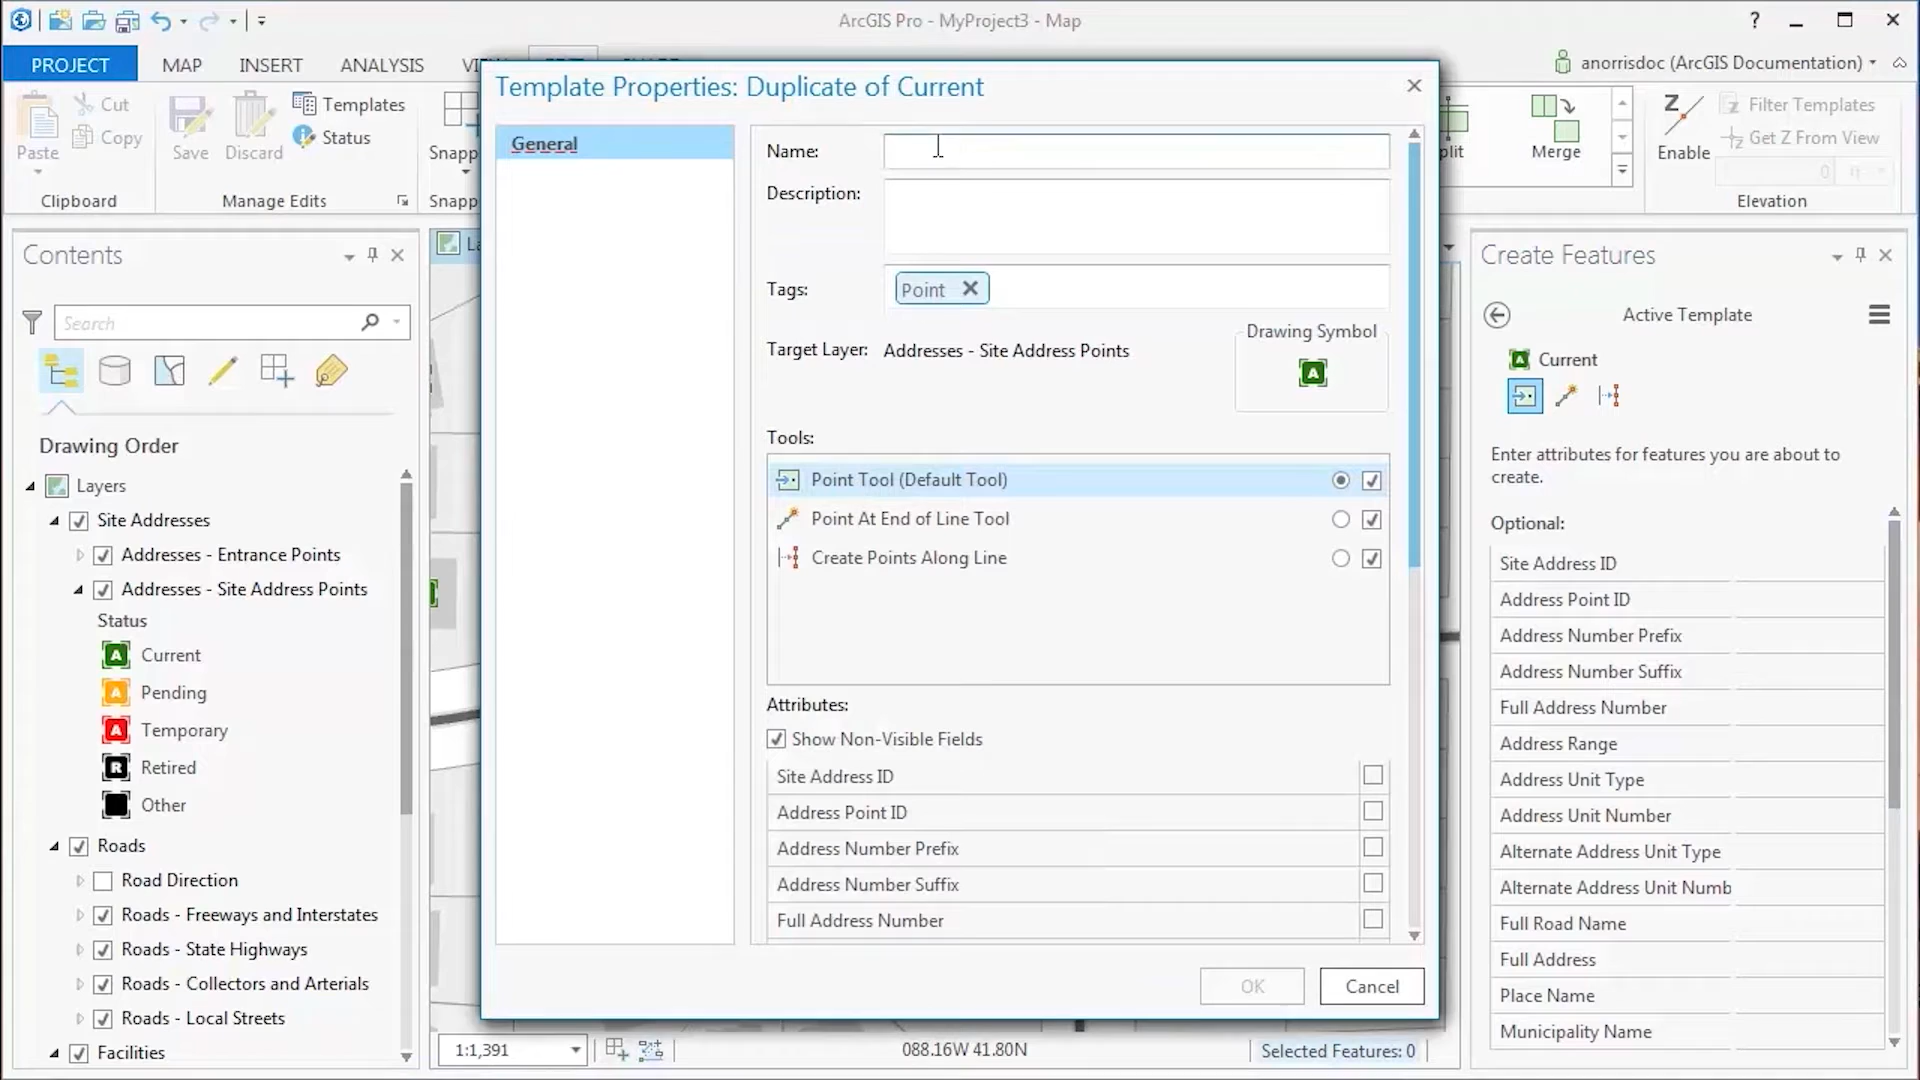 ArcGIS Pro - MyProject3 - Map
?
PROJECT
MAP
INSERT
ANALYSIS
anorrisdoc (ArcGIS Documentation)
Paste
Cut
Copy
Clipboard
Save
Discard
Templates
Status
Manage Edits
Snapp
Snapp
Merge
Z
Enable
Filter Templates
Get Z From View
0
Elevation
Contents
Search
Drawing Order
Layers
Site Addresses
Addresses - Entrance Points
Addresses - Site Address Points
Status
A Current
A Pending
A Temporary
R Retired
Other
Roads
Road Direction
Roads - Freeways and Interstates
Roads - State Highways
Roads - Collectors and Arterials
Roads - Local Streets
Facilities
Template Properties: Duplicate of Current
General
Name:
Description:
Tags:
Point
Target Layer: Addresses - Site Address Points
Drawing Symbol
A
Tools:
Point Tool (Default Tool)
Point At End of Line Tool
Create Points Along Line
Attributes:
Show Non-Visible Fields
Site Address ID
Address Point ID
Address Number Prefix
Address Number Suffix
Full Address Number
OK
Cancel
1:1,391
088.16W 41.80N
Selected Features: 0
Create Features
Active Template
A Current
Enter attributes for features you are about to
create.
Optional:
Site Address ID
Address Point ID
Address Number Prefix
Address Number Suffix
Full Address Number
Address Range
Address Unit Type
Address Unit Number
Alternate Address Unit Type
Alternate Address Unit Numb
Full Road Name
Full Address
Place Name
Municipality Name